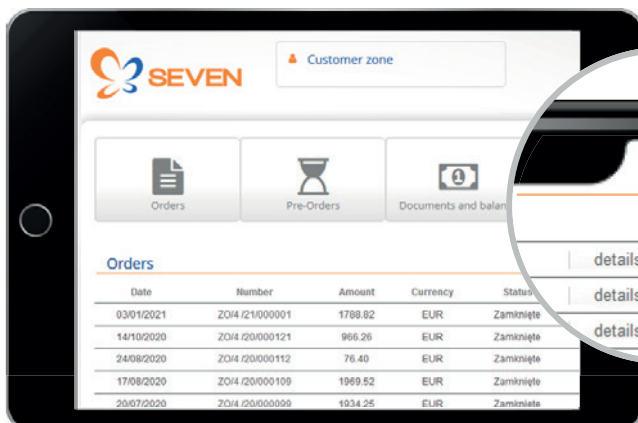 SEVEN
Customer zone
Orders
Pre-Orders
Documents and
Orders
Date Number Amount Currency Status
03/01/2021 ZO/4 /21/000001 1788.82 EUR Zamknięte
14/10/2020 ZO/4 /20/000121 966.26 EUR Zamknięte
24/08/2020 ZO/4 /20/000112 76.40 EUR Zamknięte
17/08/2020 ZO/4 /20/000109 1969.52 EUR Zamknięte
20/07/2020 ZO/4 /20/000099 1934.25 EUR Zamknięte
details
details
details